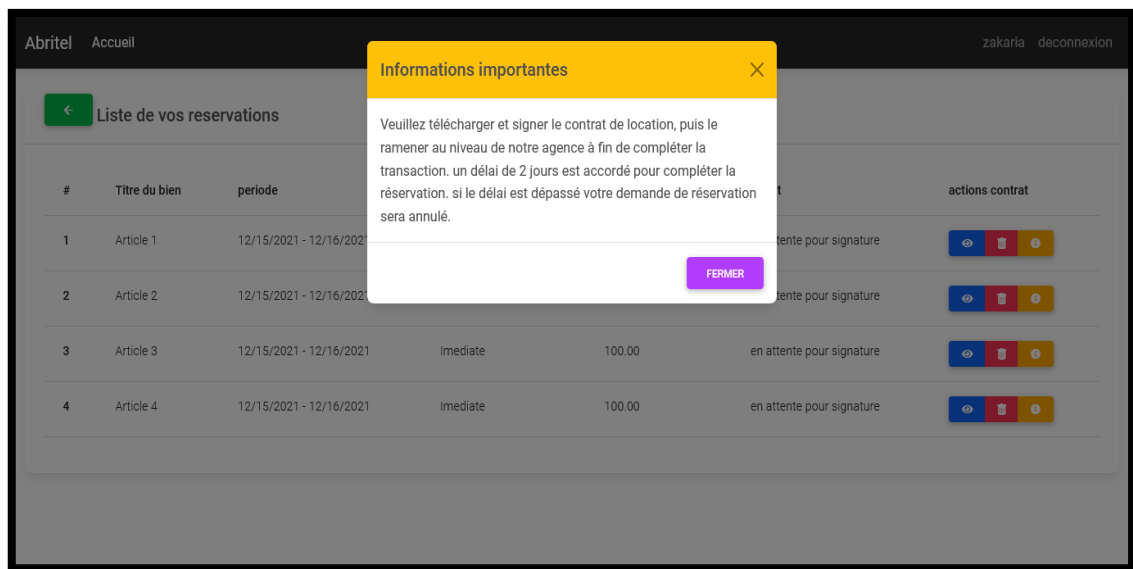 Abritel Accueil zakaria deconnexion
Informations importantes
Liste de vos reservations
Veuillez télécharger et signer le contrat de location, puis le
ramener au niveau de notre agence à fin de compléter la
transaction. un délai de 2 jours est accordé pour compléter la
réservation. si le délai est dépassé votre demande de réservation
sera annulé.
FERMER
# Titre du bien periode actions contrat
1 Article 1 12/15/2021 - 12/16/2021 pour signature
2 Article 2 12/15/2021 - 12/16/2021 pour signature
3 Article 3 12/15/2021 - 12/16/2021 Imediate 100.00 en attente pour signature
4 Article 4 12/15/2021 - 12/16/2021 Imediate 100.00 en attente pour signature